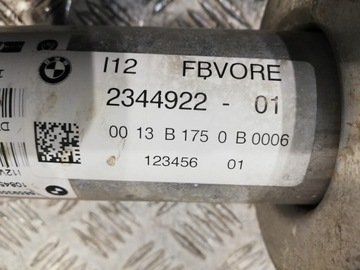 I12 FBVORE
2344922 - 01
00 13 B 175 0 B 0006
123456 01